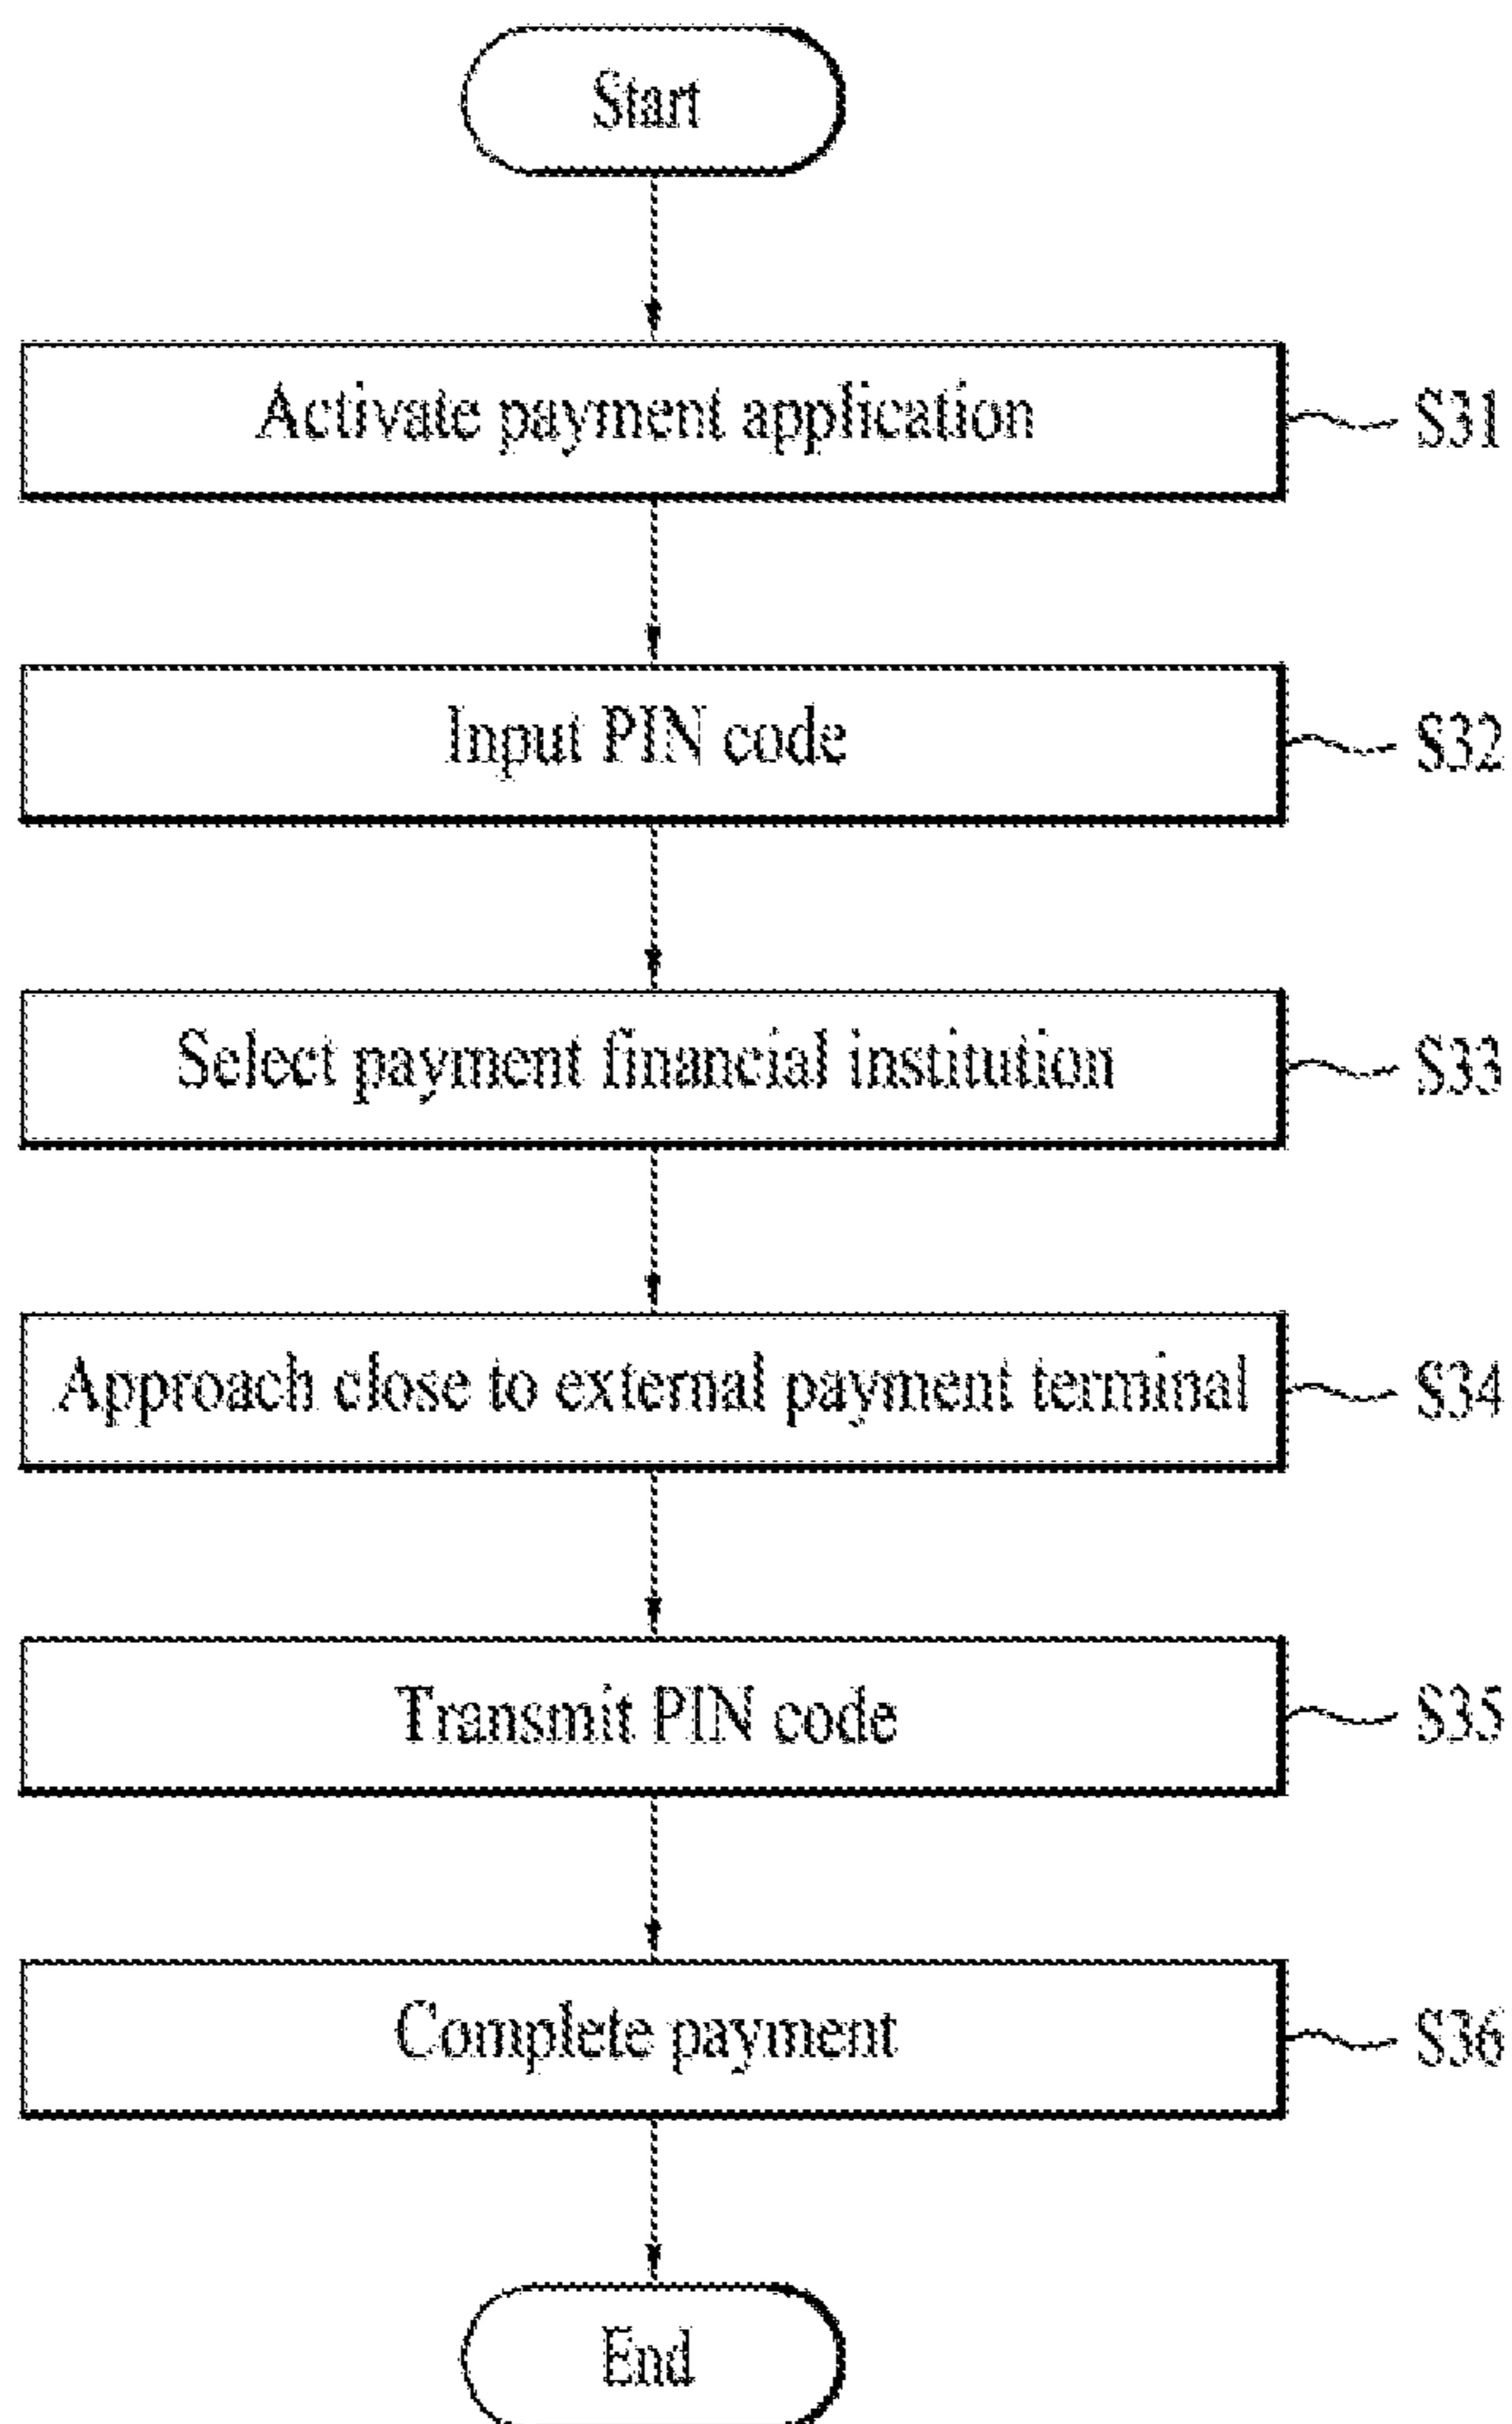 Start
Activate payment application S31
Input PIN code S32
Select payment financial institution S33
Approach close to external payment terminal S34
Transmit PIN code S35
Complete payment S36
End